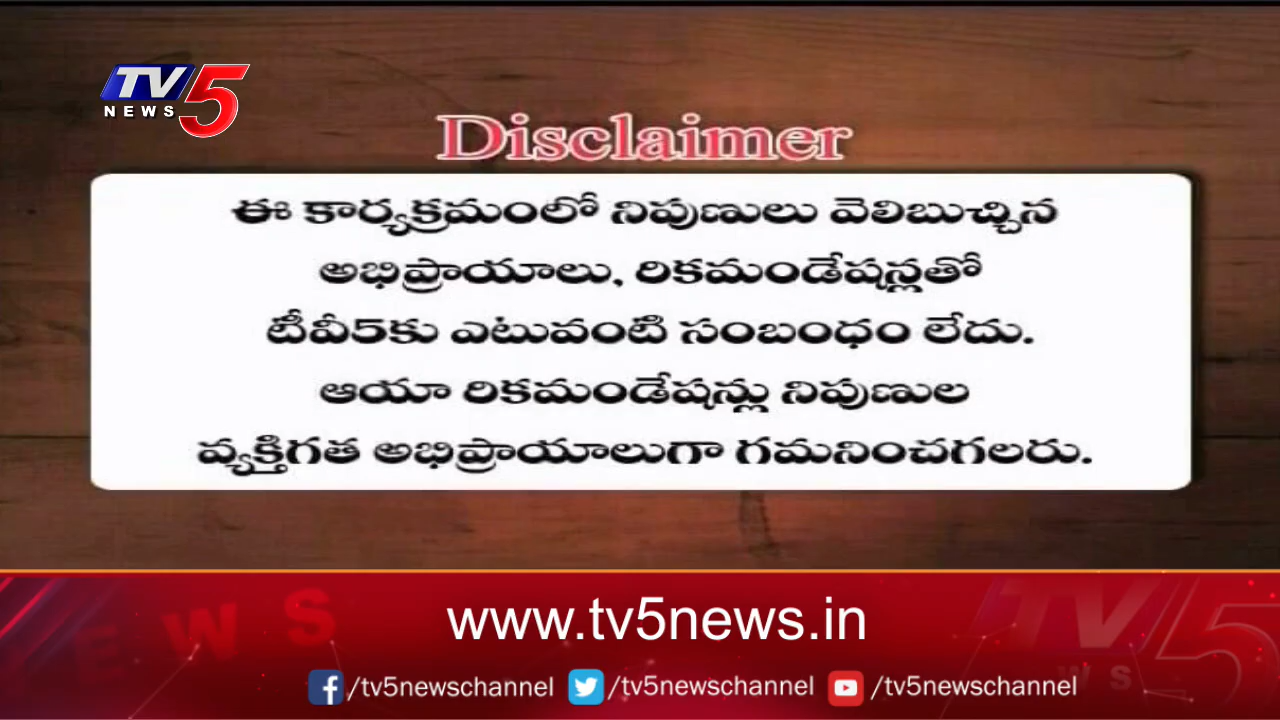 TV5
NEWS
Disclaimer
ఈ కార్యక్రమంలో నిపుణులు వెలిబుచ్చిన
అభిప్రాయాలు, రికమండేషన్లతో
టీవీ5కు ఎటువంటి సంబంధం లేదు.
ఆయా రికమండేషన్లు నిపుణుల
వ్యక్తిగత అభిప్రాయాలుగా గమనించగలరు.
www.tv5news.in
/tv5newschannel /tv5newschannel /tv5newschannel